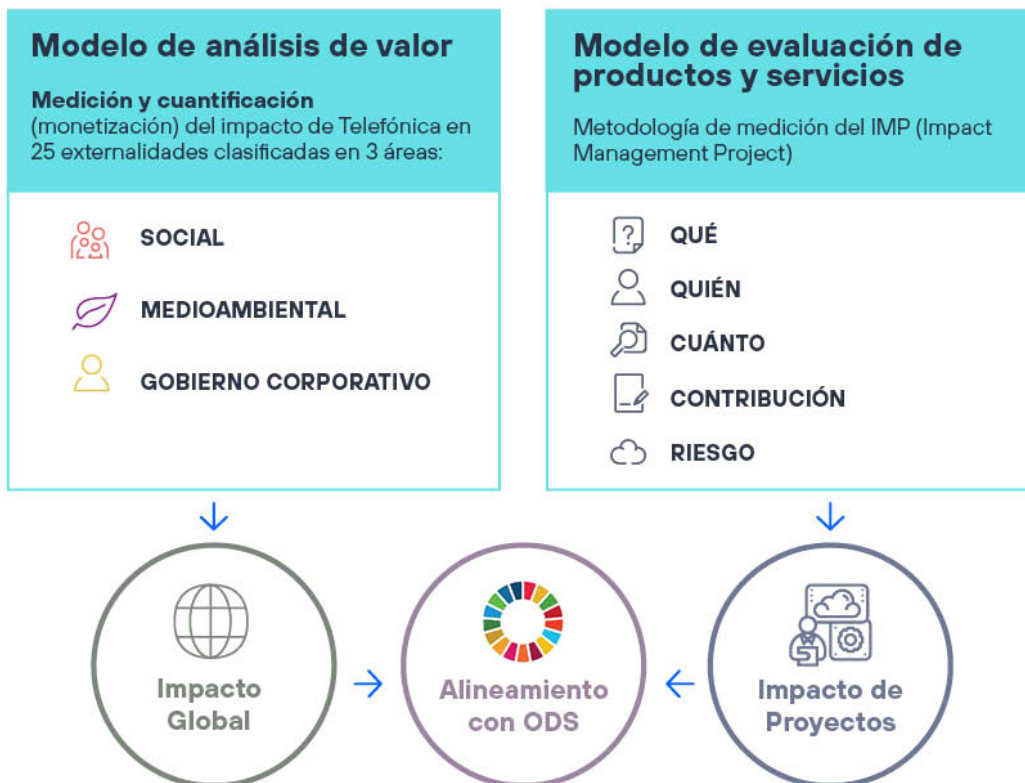 Modelo de análisis de valor
Medición y cuantificación
(monetización) del impacto de Telefónica en
25 externalidades clasificadas en 3 áreas:
SOCIAL
MEDIOAMBIENTAL
GOBIERNO CORPORATIVO
Modelo de evaluación de
productos y servicios
Metodología de medición del IMP (Impact
Management Project)
QUÉ
QUIÉN
CUÁNTO
CONTRIBUCIÓN
RIESGO
Impacto
Global
Alineamiento
con ODS
Impacto de
Proyectos